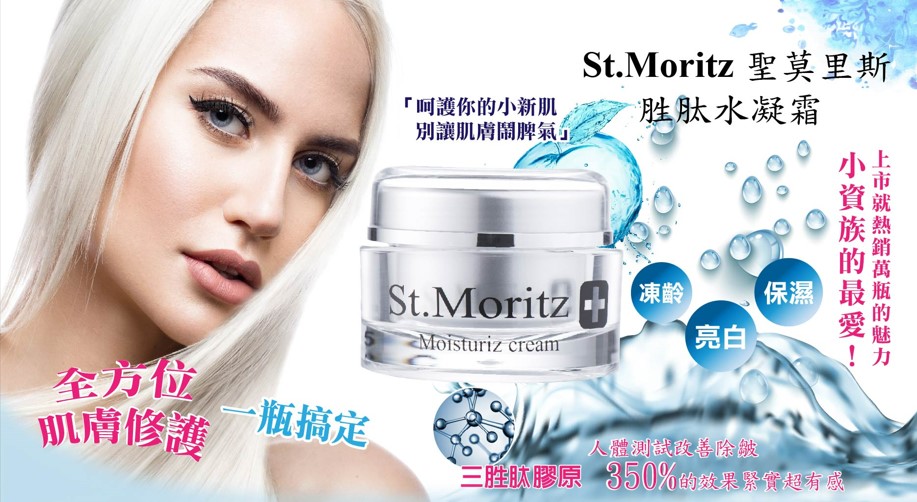 St.Moritz 聖莫里斯
胜肽水凝霜
「呵護你的小新肌
別讓肌膚鬧脾氣」
上市就熱銷萬瓶的魅力
小資族的最愛！
St.Moritz
Moisturiz cream
凍齡
亮白
保濕
全方位
肌膚修護
一瓶搞定
三胜肽膠原
人體測試改善除皺
350%的效果緊實超有感